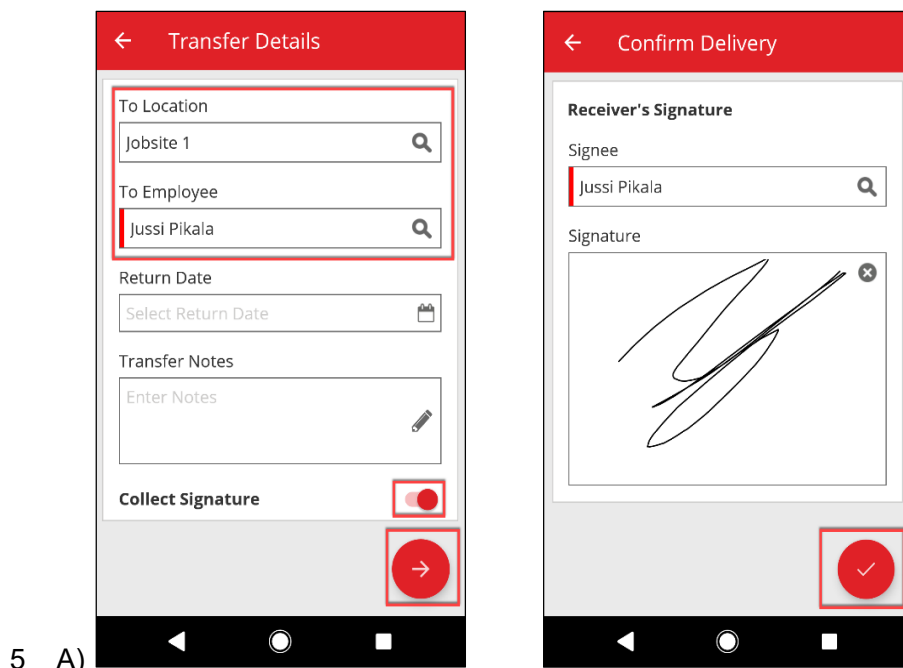 Transfer Details
To Location
Jobsite 1
To Employee
Jussi Pikala
Return Date
Select Return Date
Transfer Notes
Enter Notes
Collect Signature
Confirm Delivery
Receiver's Signature
Signee
Jussi Pikala
Signature
5 A)